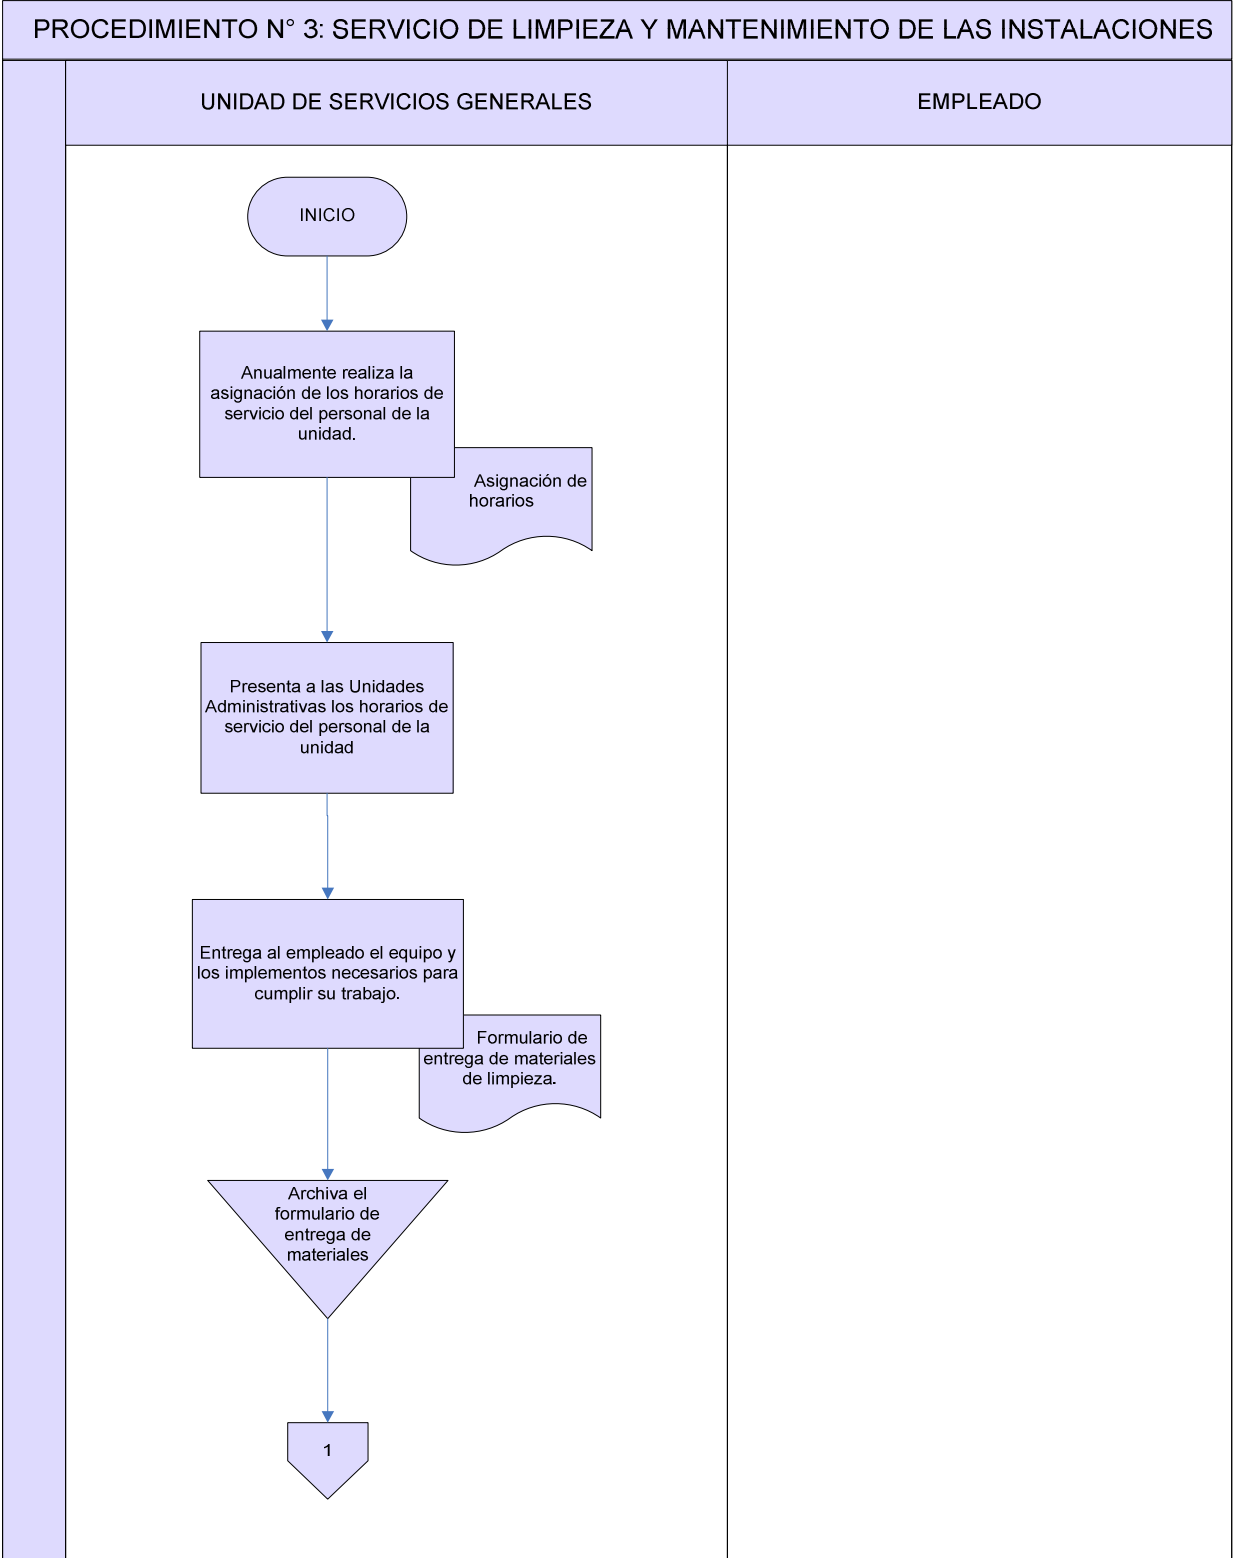 PROCEDIMIENTO N° 3: SERVICIO DE LIMPIEZA Y MANTENIMIENTO DE LAS INSTALACIONES
UNIDAD DE SERVICIOS GENERALES
EMPLEADO
INICIO
Anualmente realiza la
asignación de los horarios de
servicio del personal de la
unidad.
Asignación de
horarios
Presenta a las Unidades
Administrativas los horarios de
servicio del personal de la
unidad
Entrega al empleado el equipo y
los implementos necesarios para
cumplir su trabajo.
Formulario de
entrega de materiales
de limpieza.
Archiva el
formulario de
entrega de
materiales
1